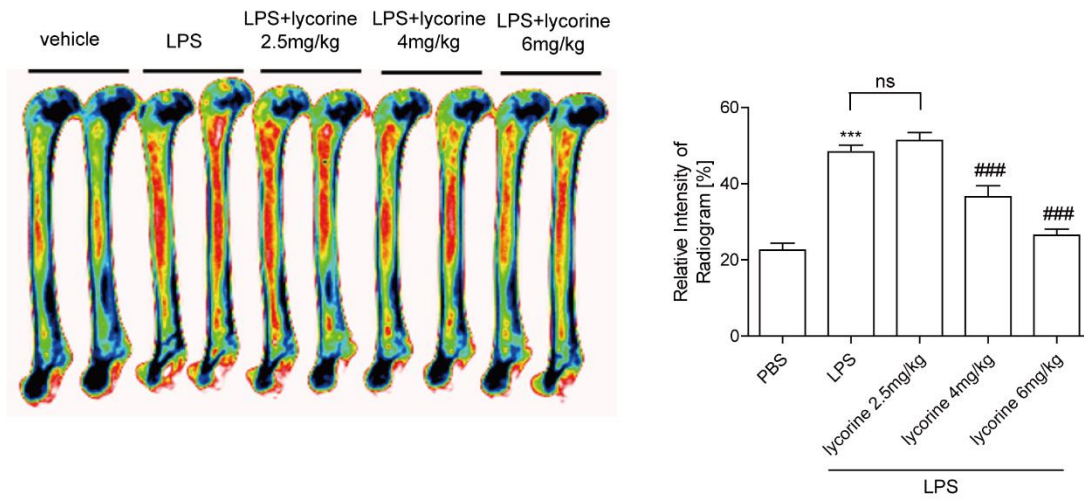 vehicle
LPS
LPS+lycorine
2.5mg/kg
LPS+lycorine
4mg/kg
LPS+lycorine
6mg/kg
Relative Intensity of
Radiogram [%]
60
40
20
0
ns
***
###
###
PBS
LPS
lycorine 2.5mg/kg
lycorine 4mg/kg
lycorine 6mg/kg
LPS